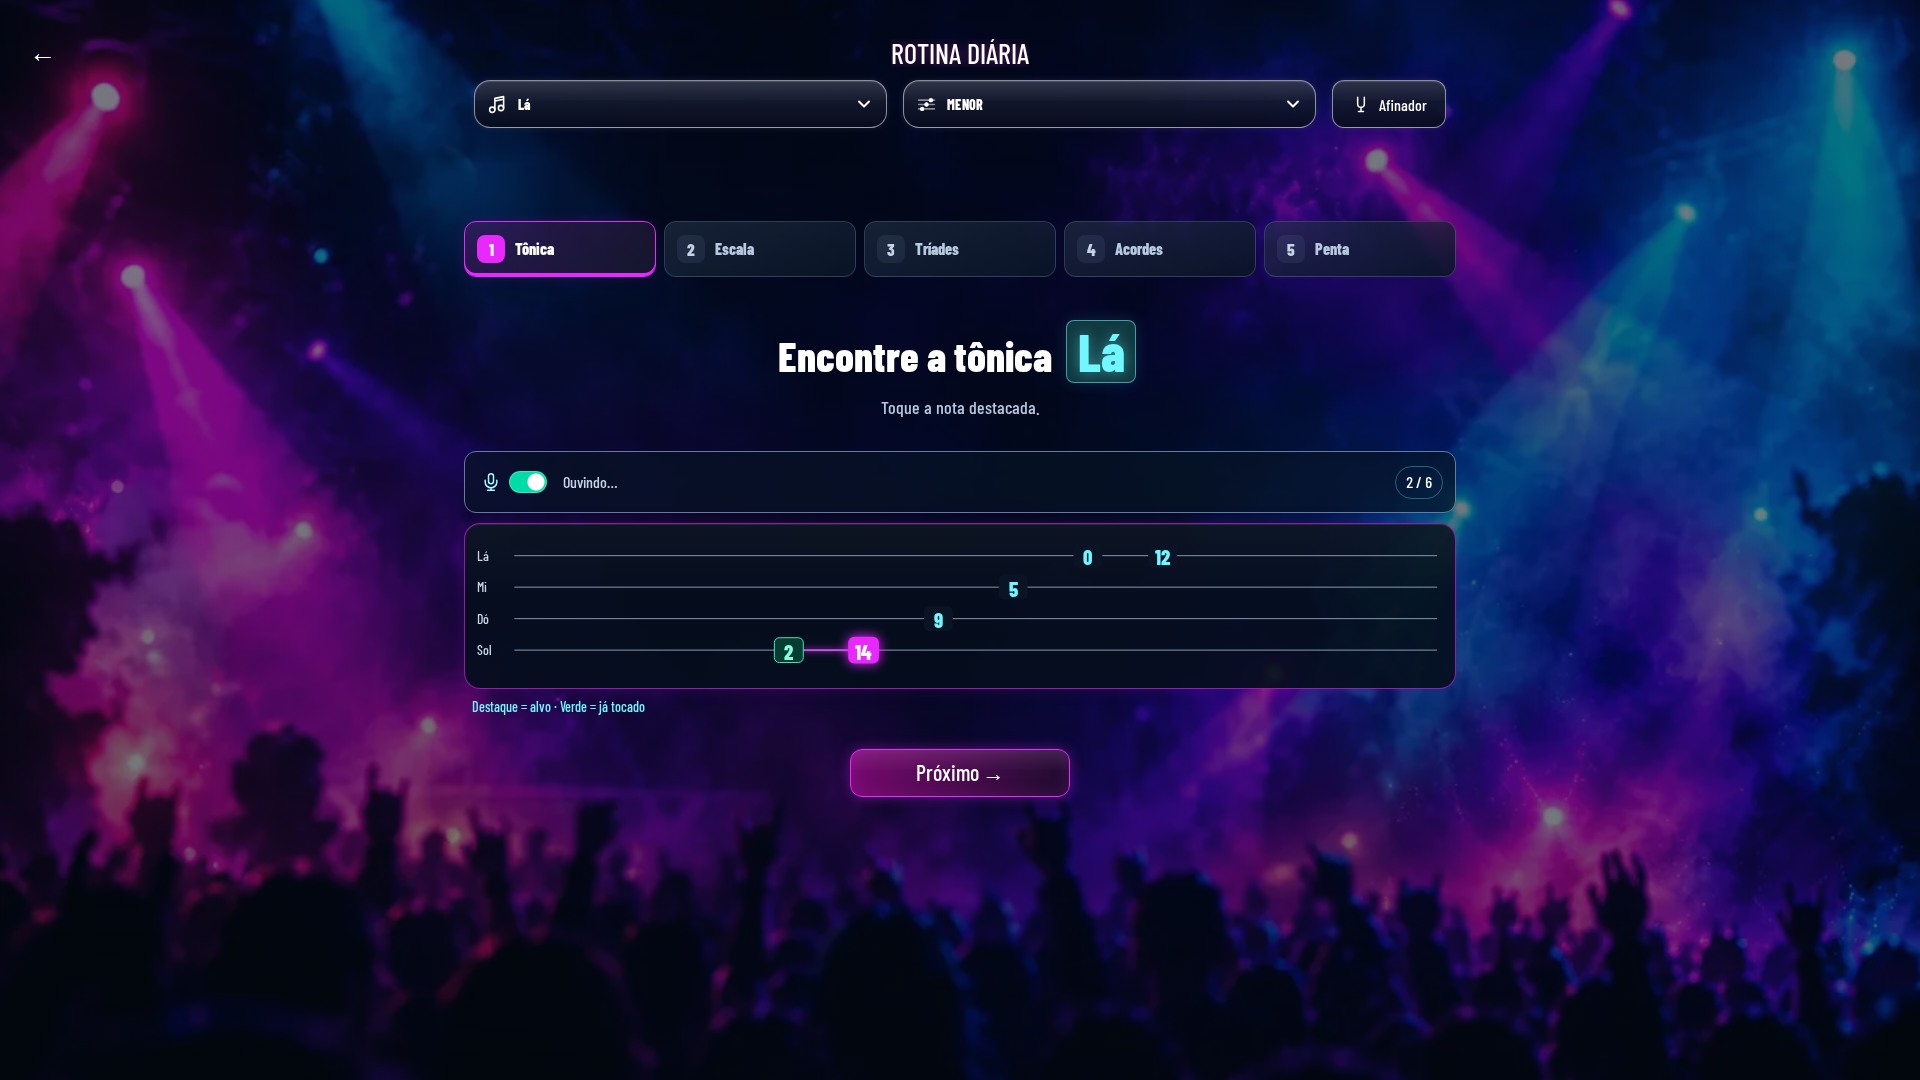 ←
ROTINA DIÁRIA
Lá
MENOR
Afinador
1 Tônica
2 Escala
3 Tríades
4 Acordes
5 Penta
Encontre a tônica Lá
Toque a nota destacada.
Ouvindo...
2 / 6
Lá 0 12
Mi 5
Dó 9
Sol 2 14
Destaque = alvo · Verde = já tocado
Próximo →